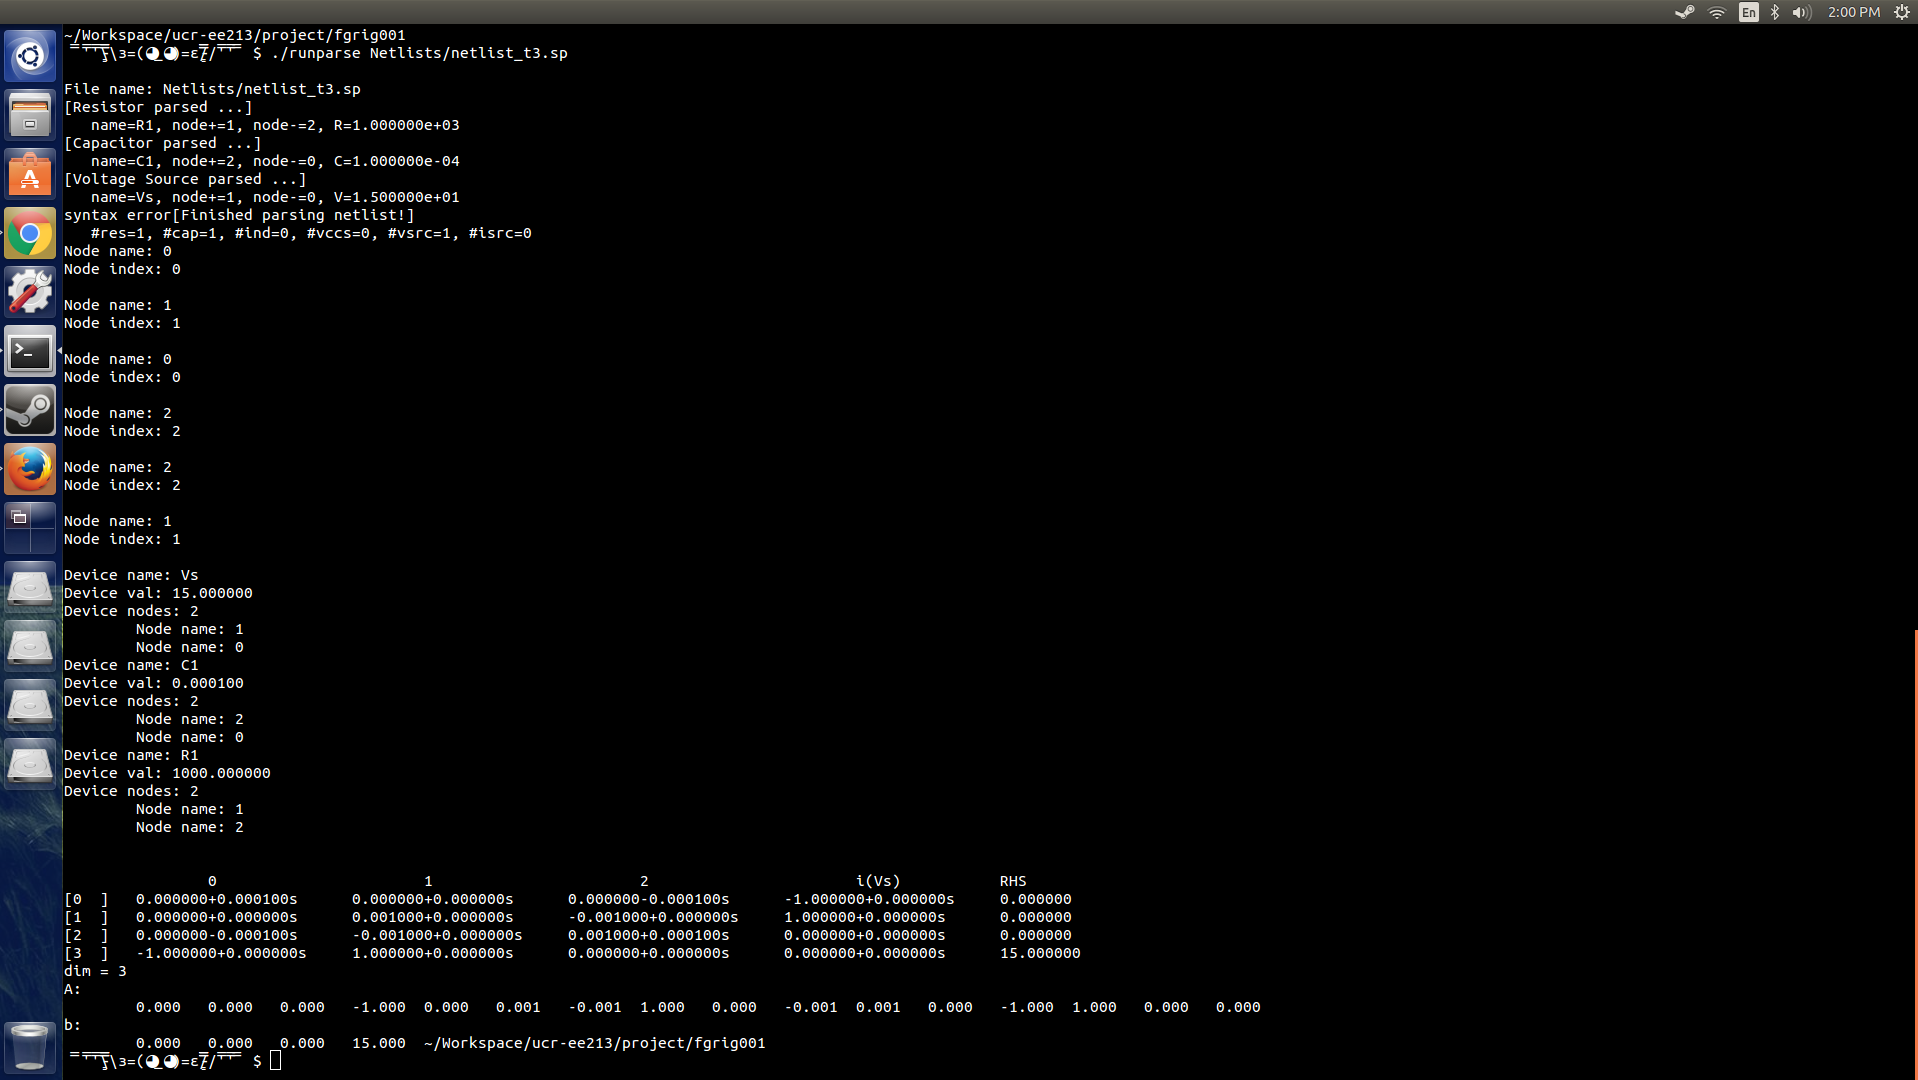 En 2:00 PM
~/Workspace/ucr-ee213/project/fgrig001
$ ./runparse Netlists/netlist_t3.sp
File name: Netlists/netlist_t3.sp
[Resistor parsed ...]
name=R1, node+=1, node-=2, R=1.000000e+03
[Capacitor parsed ...]
name=C1, node+=2, node-=0, C=1.000000e-04
[Voltage Source parsed ...]
name=Vs, node+=1, node-=0, V=1.500000e+01
syntax error[Finished parsing netlist!]
#res=1, #cap=1, #ind=0, #vccs=0, #vsrc=1, #isrc=0
Node name: 0
Node index: 0
Node name: 1
Node index: 1
Node name: 0
Node index: 0
Node name: 2
Node index: 2
Node name: 2
Node index: 2
Node name: 1
Node index: 1
Device name: Vs
Device val: 15.000000
Device nodes: 2
Node name: 1
Node name: 0
Device name: C1
Device val: 0.000100
Device nodes: 2
Node name: 2
Node name: 0
Device name: R1
Device val: 1000.000000
Device nodes: 2
Node name: 1
Node name: 2
0 1 2 i(Vs) RHS
[0 ] 0.000000+0.000100s 0.000000+0.000000s 0.000000-0.000100s -1.000000+0.000000s 0.000000
[1 ] 0.000000+0.000000s 0.001000+0.000000s -0.001000+0.000000s 1.000000+0.000000s 0.000000
[2 ] 0.000000-0.000100s -0.001000+0.000000s 0.001000+0.000100s 0.000000+0.000000s 0.000000
[3 ] -1.000000+0.000000s 1.000000+0.000000s 0.000000+0.000000s 0.000000+0.000000s 15.000000
dim = 3
A:
0.000 0.000 0.000 -1.000 0.000 0.001 -0.001 1.000 0.000 -0.001 0.001 0.000 -1.000 1.000 0.000 0.000
b:
0.000 0.000 0.000 15.000 ~/Workspace/ucr-ee213/project/fgrig001
$